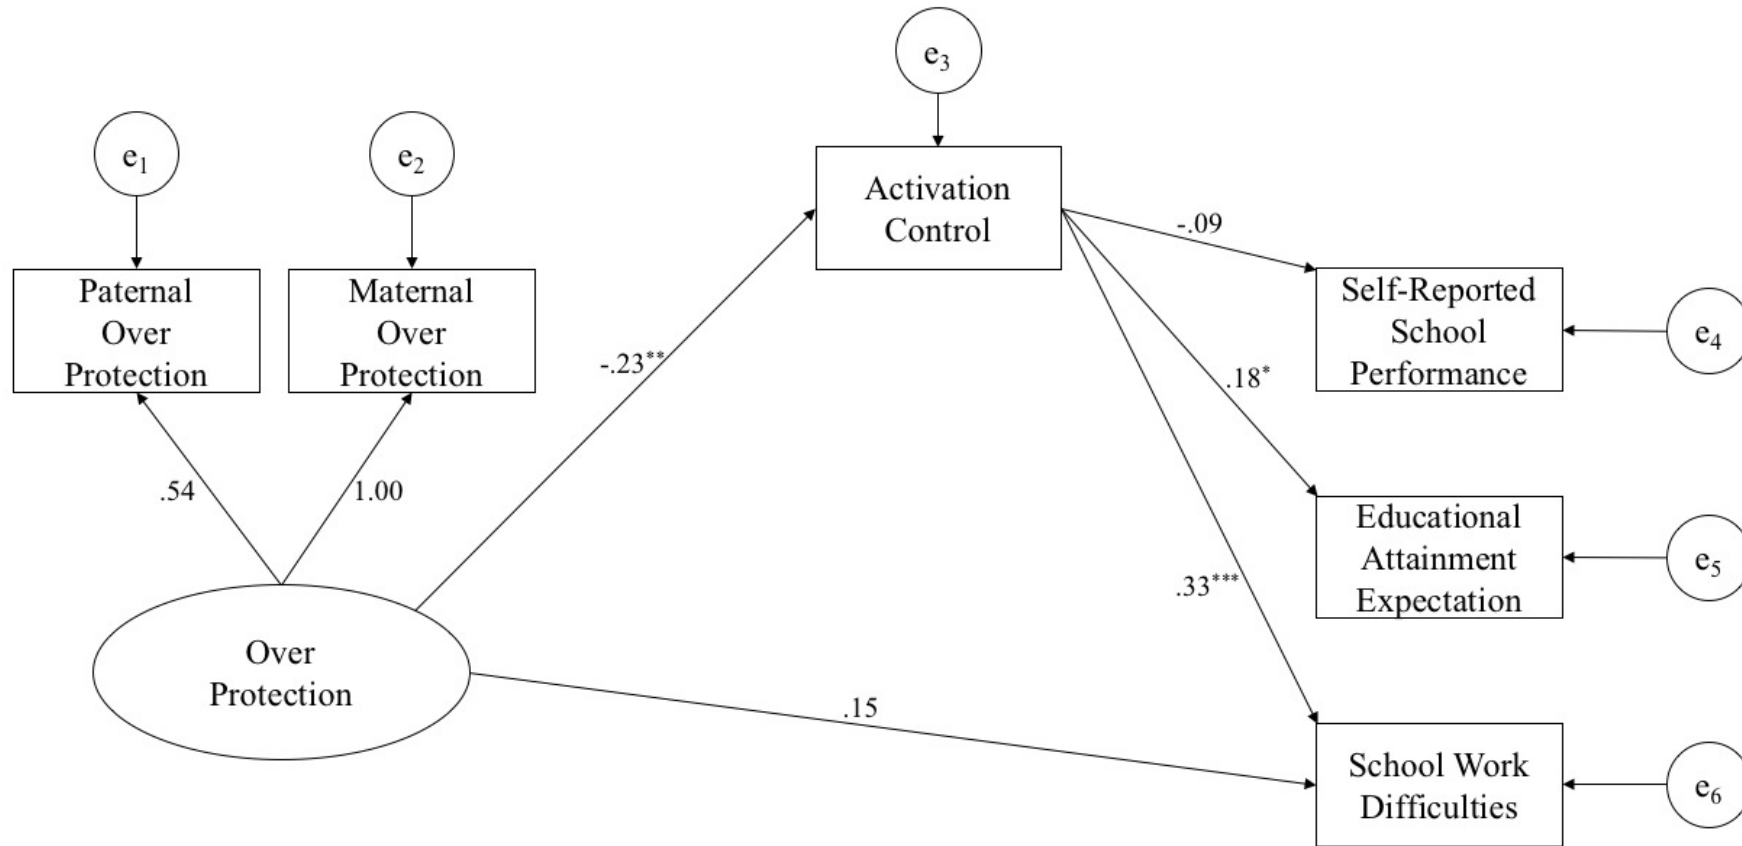 e₃
e₁
e₂
Activation
Control
-.09
Paternal
Over
Protection
Maternal
Over
Protection
Self-Reported
School
Performance
e₄
-.23**
.18*
.54
1.00
Educational
Attainment
Expectation
e₅
.33***
Over
Protection
.15
School Work
Difficulties
e₆